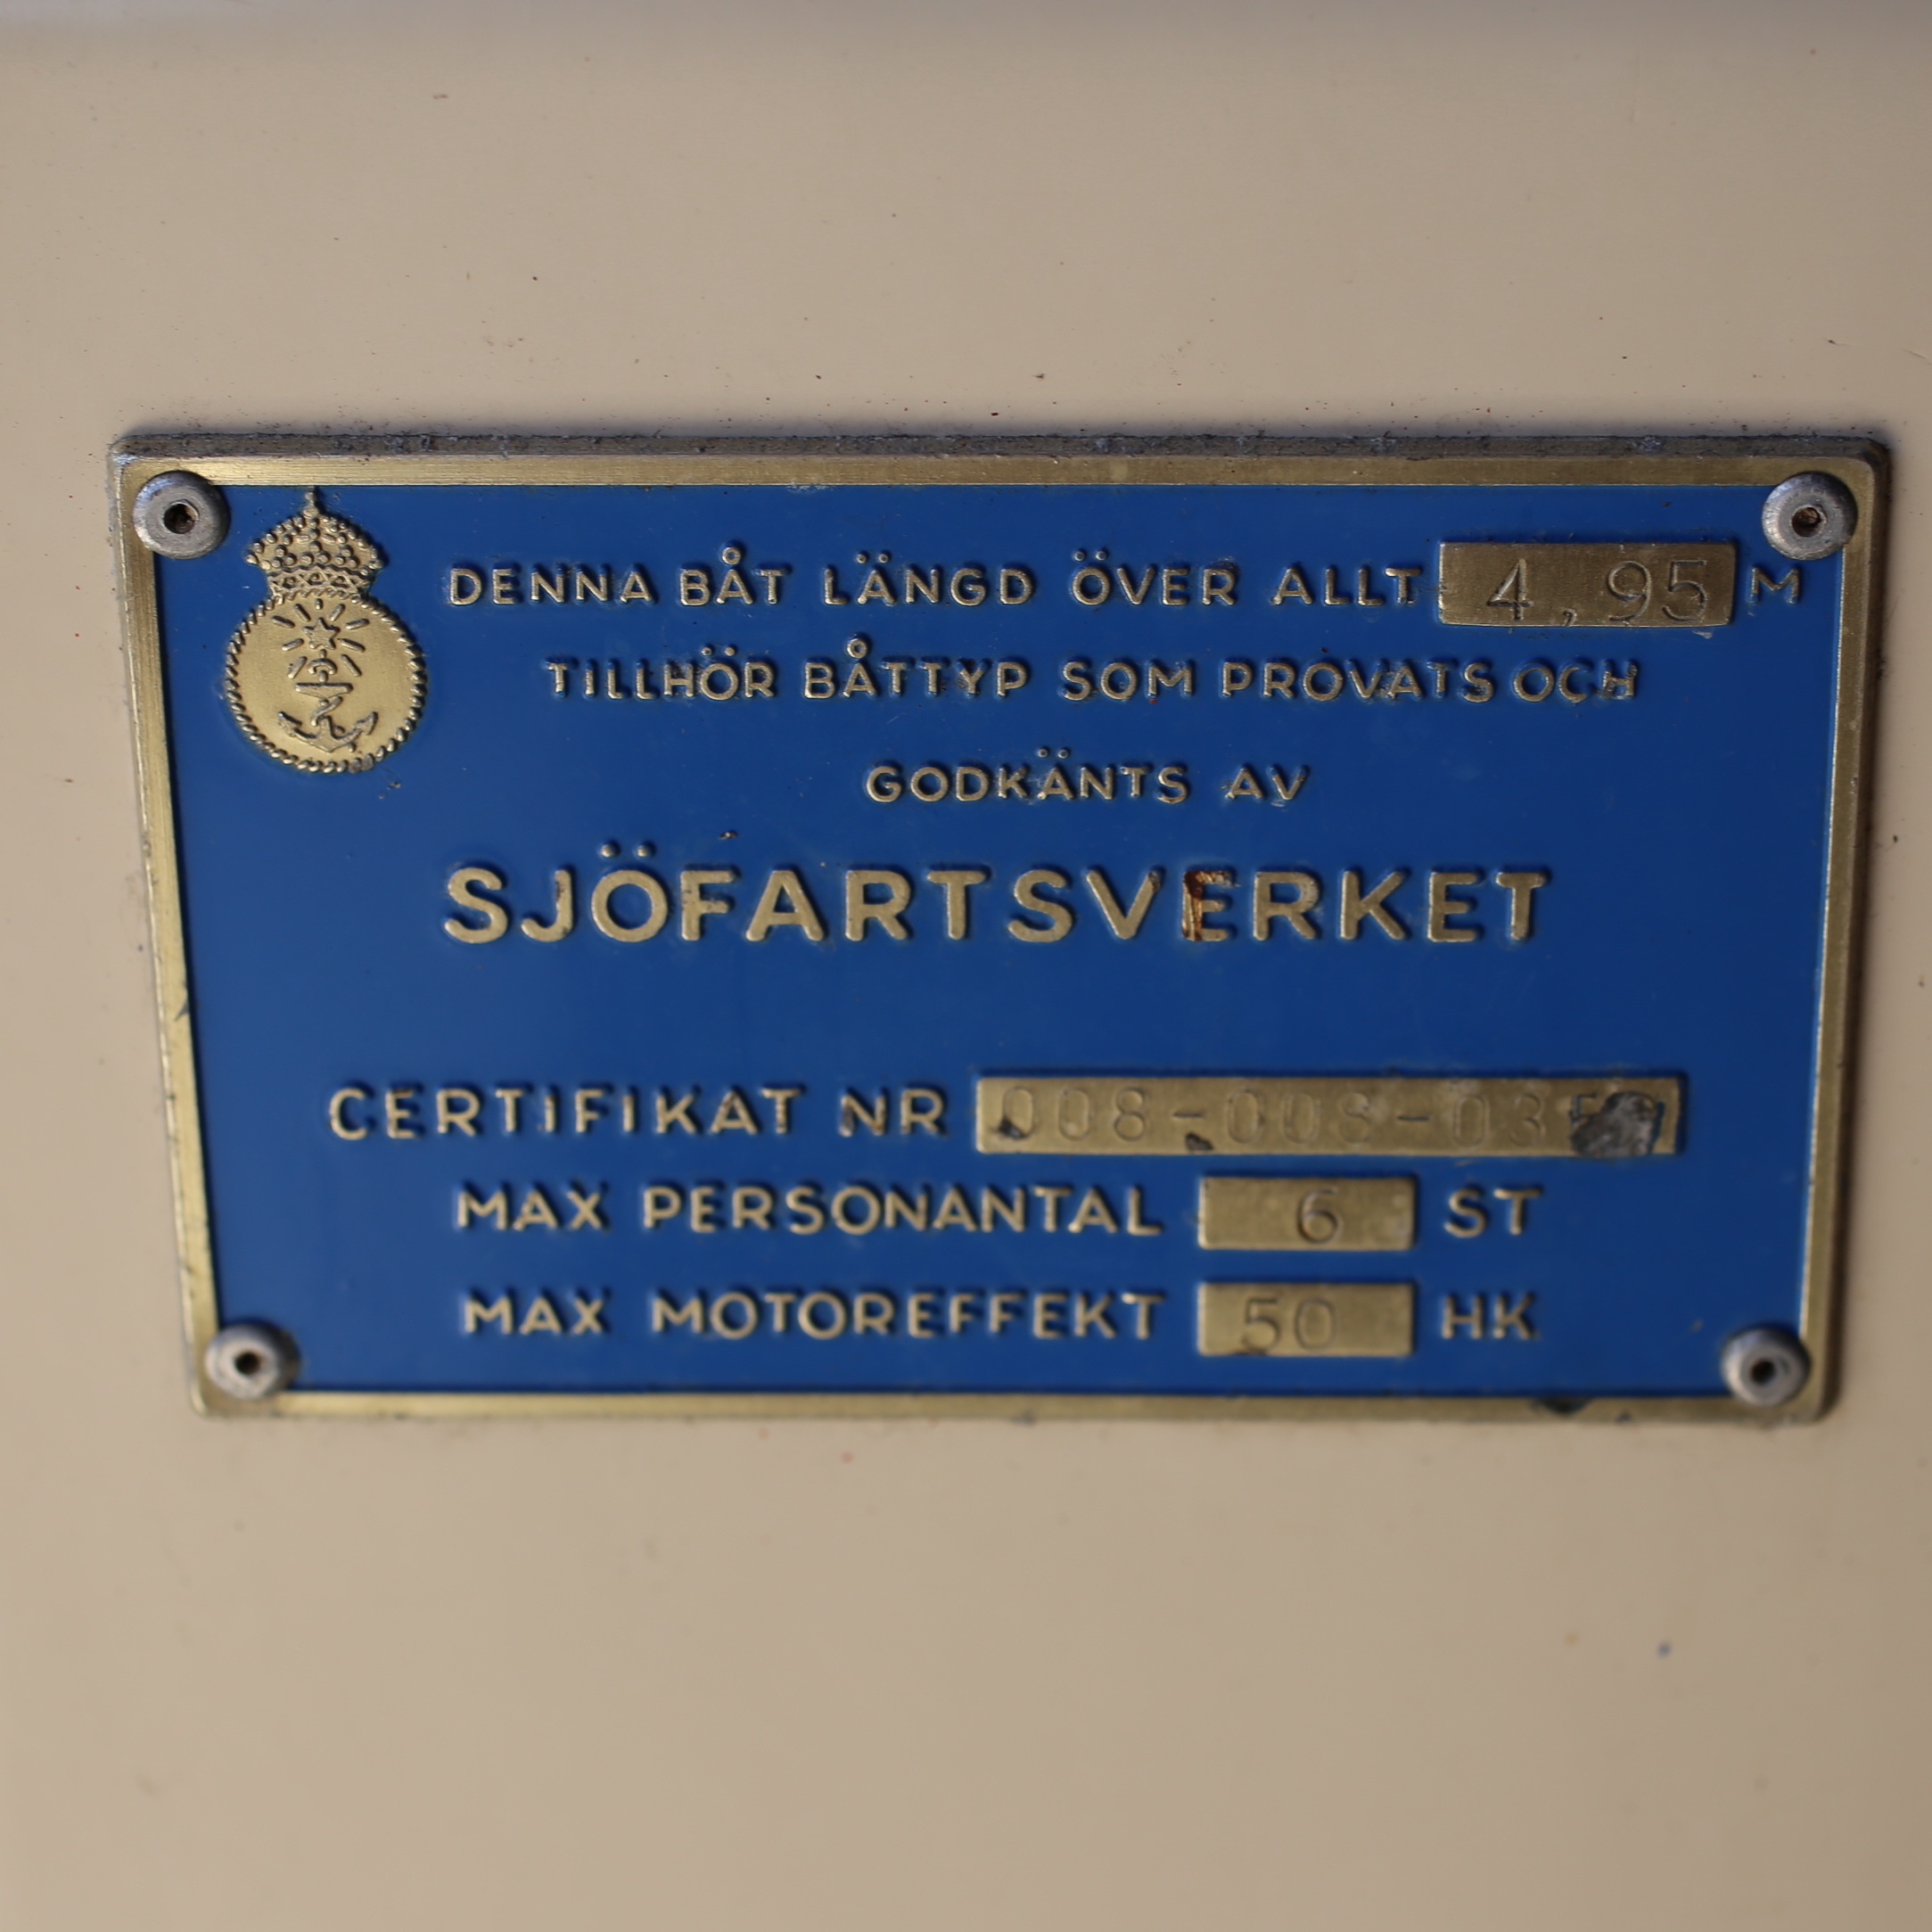 DENNA BÅT LÄNGD ÖVER ALLT 4,95 M
TILLHÖR BÅTTYP SOM PROVATS OCH
GODKÄNTS AV
SJÖFARTSVERKET
CERTIFIKAT NR
MAX PERSONANTAL 6 ST
MAX MOTOREFFEKT 50 HK